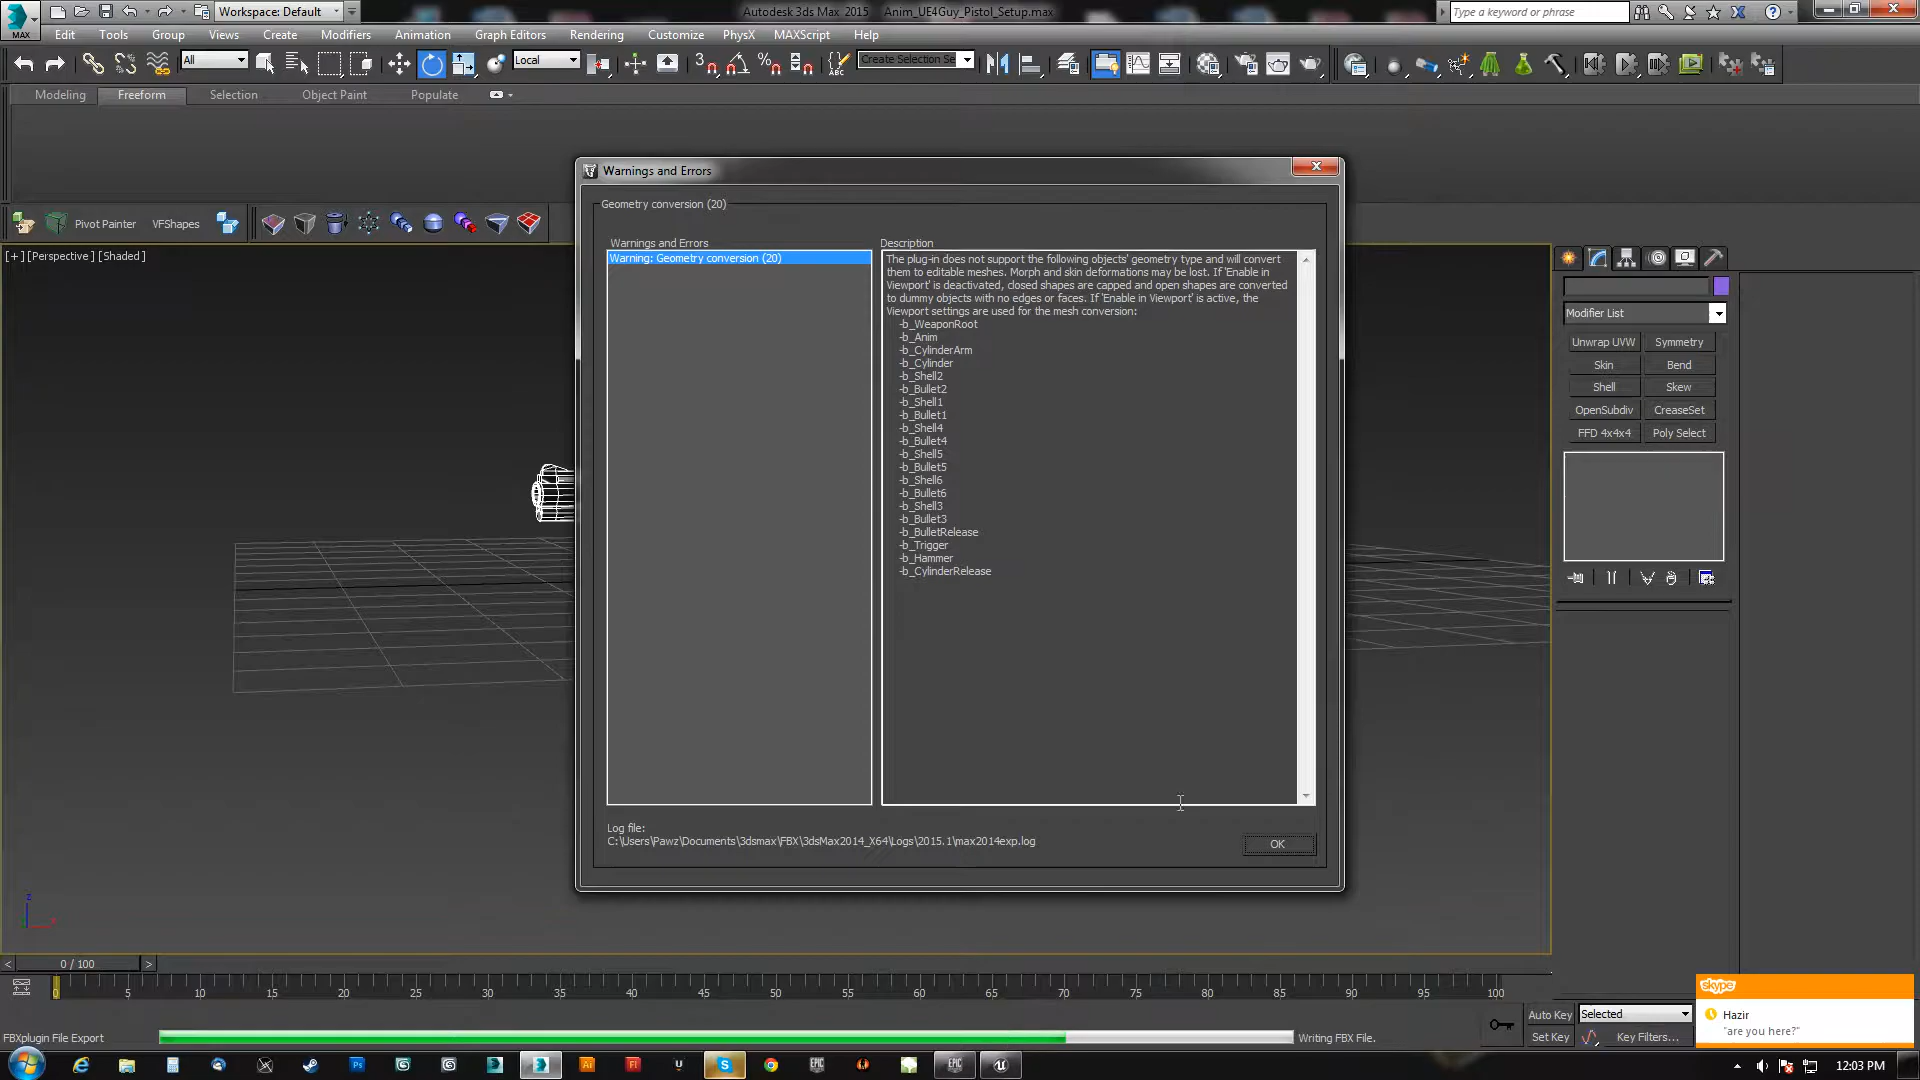 Workspace: Default
Autodesk 3ds Max 2015
Anim_UE4Guy_Pistol_Setup.max
Type a keyword or phrase
MAX
Edit
Tools
Group
Views
Create
Modifiers
Animation
Graph Editors
Rendering
Customize
PhysX
MAXScript
Help
All
Local
Create Selection Se
Modeling
Freeform
Selection
Object Paint
Populate
Pivot Painter
VFShapes
[+] [Perspective] [Shaded]
Warnings and Errors
Geometry conversion (20)
Warnings and Errors
Warning: Geometry conversion (20)
Description
The plug-in does not support the following objects' geometry type and will convert
them to editable meshes. Morph and skin deformations may be lost. If 'Enable in
Viewport' is deactivated, closed shapes are capped and open shapes are converted
to dummy objects with no edges or faces. If 'Enable in Viewport' is active, the
Viewport settings are used for the mesh conversion:
-b_WeaponRoot
-b_Anim
-b_CylinderArm
-b_Cylinder
-b_Shell2
-b_Bullet2
-b_Shell1
-b_Bullet1
-b_Shell4
-b_Bullet4
-b_Shell5
-b_Bullet5
-b_Shell6
-b_Bullet6
-b_Shell3
-b_Bullet3
-b_BulletRelease
-b_Trigger
-b_Hammer
-b_CylinderRelease
Log file:
C:\Users\Pawz\Documents\3dsmax\FBX\3dsMax2014_X64\Logs\2015.1\max2014exp.log
OK
Modifier List
Unwrap UVW
Symmetry
Skin
Bend
Shell
Skew
OpenSubdiv
CreaseSet
FFD 4x4x4
Poly Select
0 / 100
0 5 10 15 20 25 30 35 40 45 50 55 60 65 70 75 80 85 90 95 100
FBXplugin File Export
Writing FBX File.
Auto Key
Selected
Set Key
Key Filters...
skype
Hazir
"are you here?"
12:03 PM